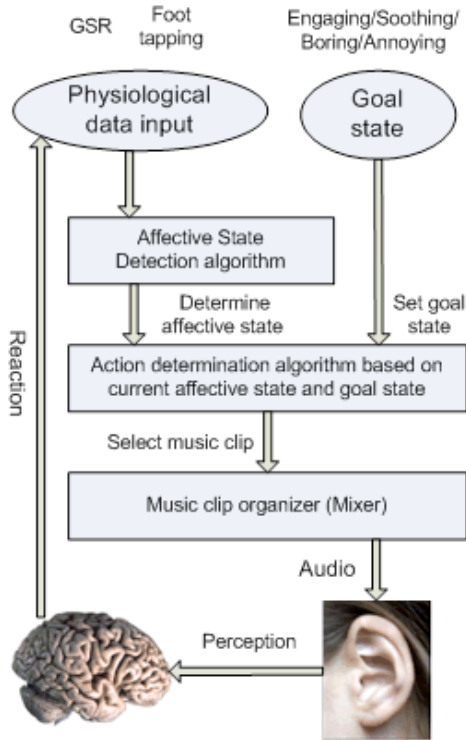 GSR
Foot
tapping
Engaging/Soothing/
Boring/Annoying
Physiological
data input
Goal
state
Affective State
Detection algorithm
Determine
affective state
Set goal
state
Reaction
Action determination algorithm based on
current affective state and goal state
Select music clip
Music clip organizer (Mixer)
Audio
Perception